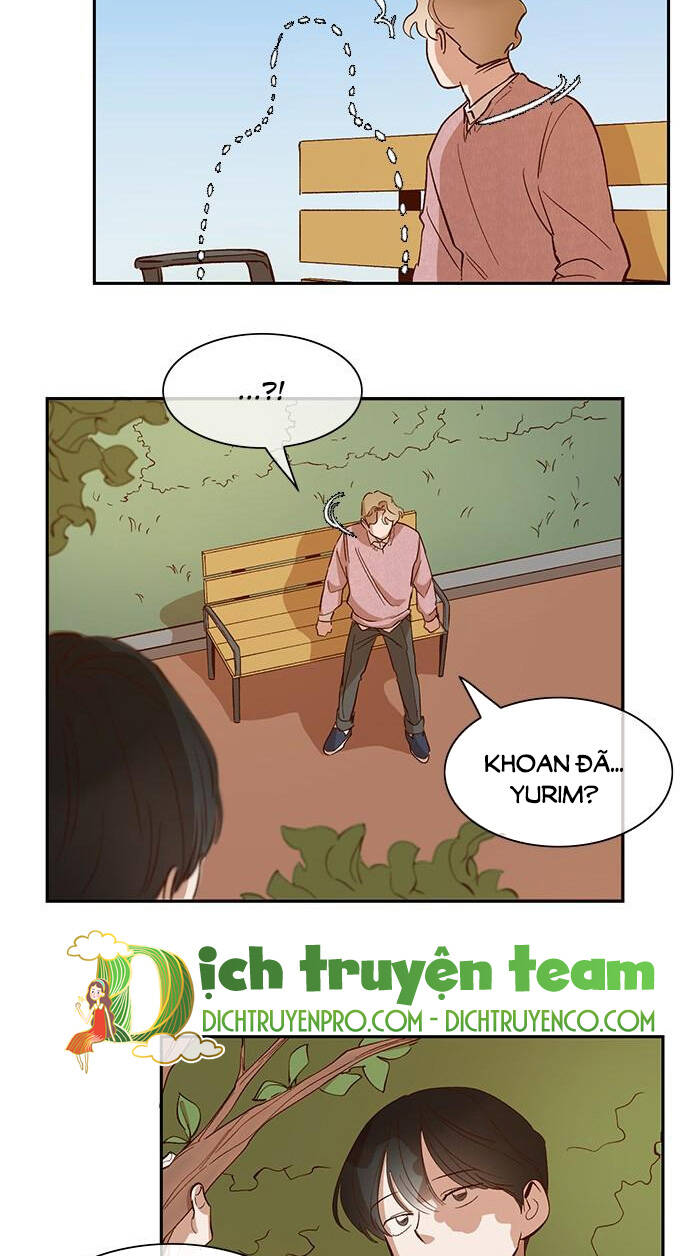 ...?!
KHOAN ĐÃ...
YURIM?
Dịch truyện team
DICHTRUYENPRO.COM - DICHTRUYENCO.COM